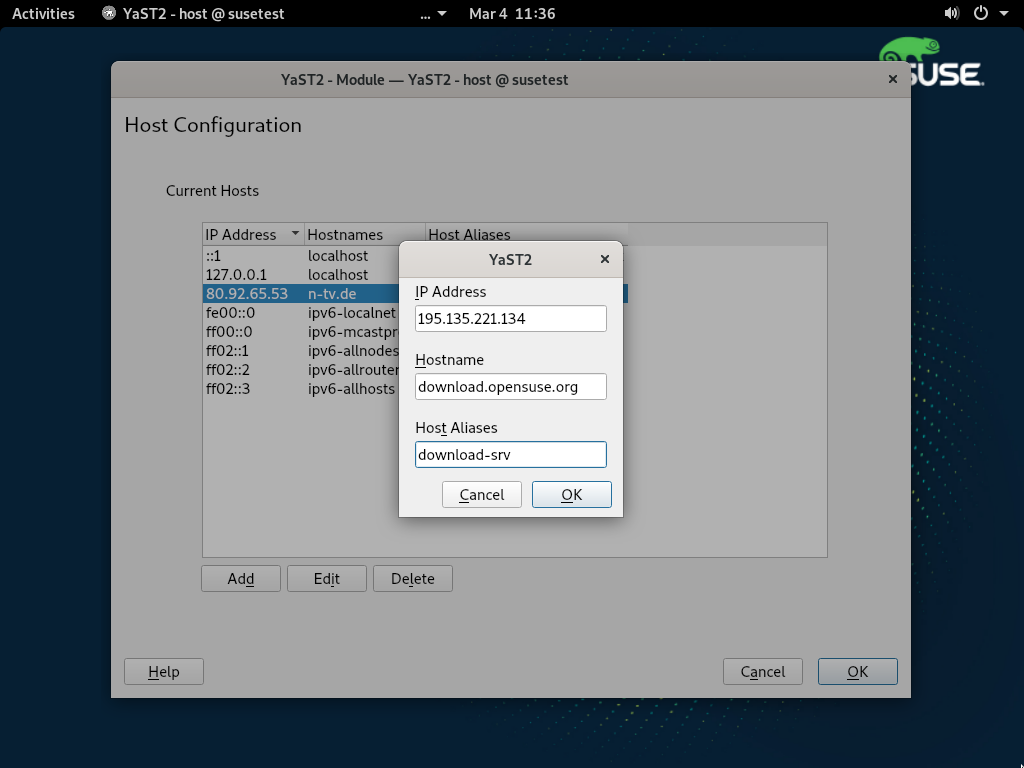 Activities YaST2 - host @ susetest ... Mar 4 11:36
SUSE
YaST2 - Module — YaST2 - host @ susetest
Host Configuration
Current Hosts
IP Address Hostnames Host Aliases
::1 localhost
127.0.0.1 localhost
80.92.65.53 n-tv.de
fe00::0 ipv6-localnet
ff00::0 ipv6-mcastpr
ff02::1 ipv6-allnodes
ff02::2 ipv6-allrouter
ff02::3 ipv6-allhosts
YaST2
IP Address
195.135.221.134
Hostname
download.opensuse.org
Host Aliases
download-srv
Cancel OK
Add Edit Delete
Help Cancel OK